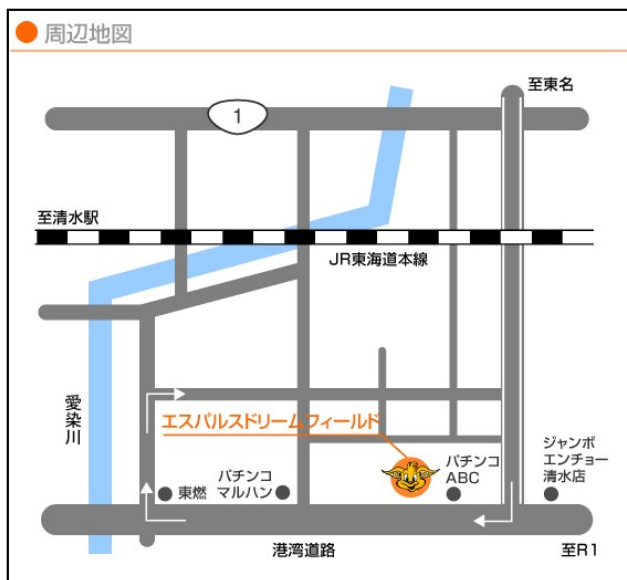 周辺地図
至東名
1
至清水駅
JR東海道本線
愛染川
エスパルスドリームフィールド
ジャンボ
エンチョー
清水店
パチンコ
ABC
パチンコ
マルハン
東燃
港湾道路
至R1